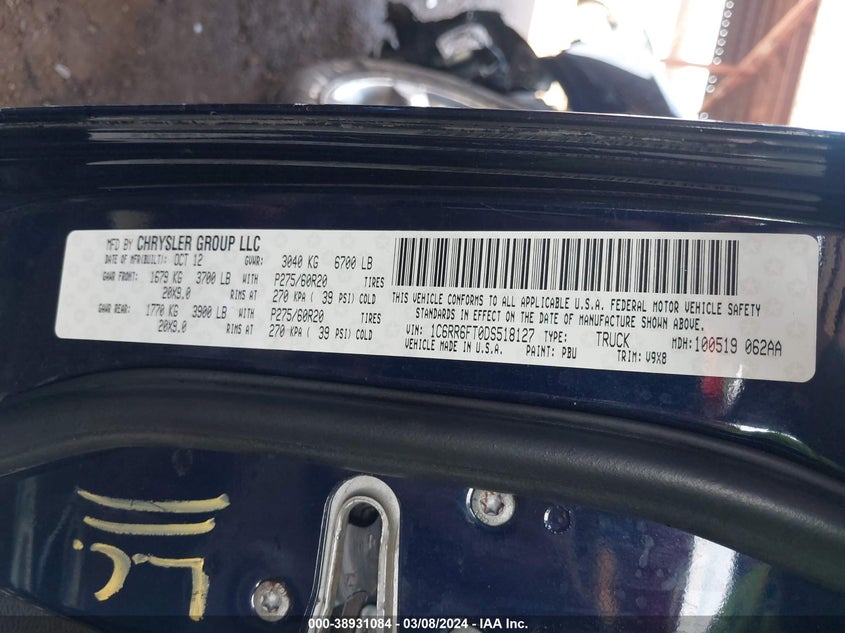 MFD BY CHRYSLER GROUP LLC
DATE OF MFR(BUILT): OCT 12 GVWR: 3040 KG 6700 LB
GAWR FRONT: 1679 KG 3700 LB WITH P275/60R20 TIRES
20X9.0 RIMS AT 270 KPA ( 39 PSI) COLD
GAWR REAR: 1770 KG 3900 LB WITH P275/60R20 TIRES
20X9.0 RIMS AT 270 KPA ( 39 PSI) COLD
THIS VEHICLE CONFORMS TO ALL APPLICABLE U.S.A. FEDERAL MOTOR VEHICLE SAFETY
STANDARDS IN EFFECT ON THE DATE OF MANUFACTURE SHOWN ABOVE.
VIN: 1C6RR6FT0DS518127 TYPE: TRUCK MDH: 100519 062AA
VEHICLE MADE IN U.S.A. PAINT: PBU TRIM: V9X8
000-38931084 - 03/08/2024 - IAA Inc.